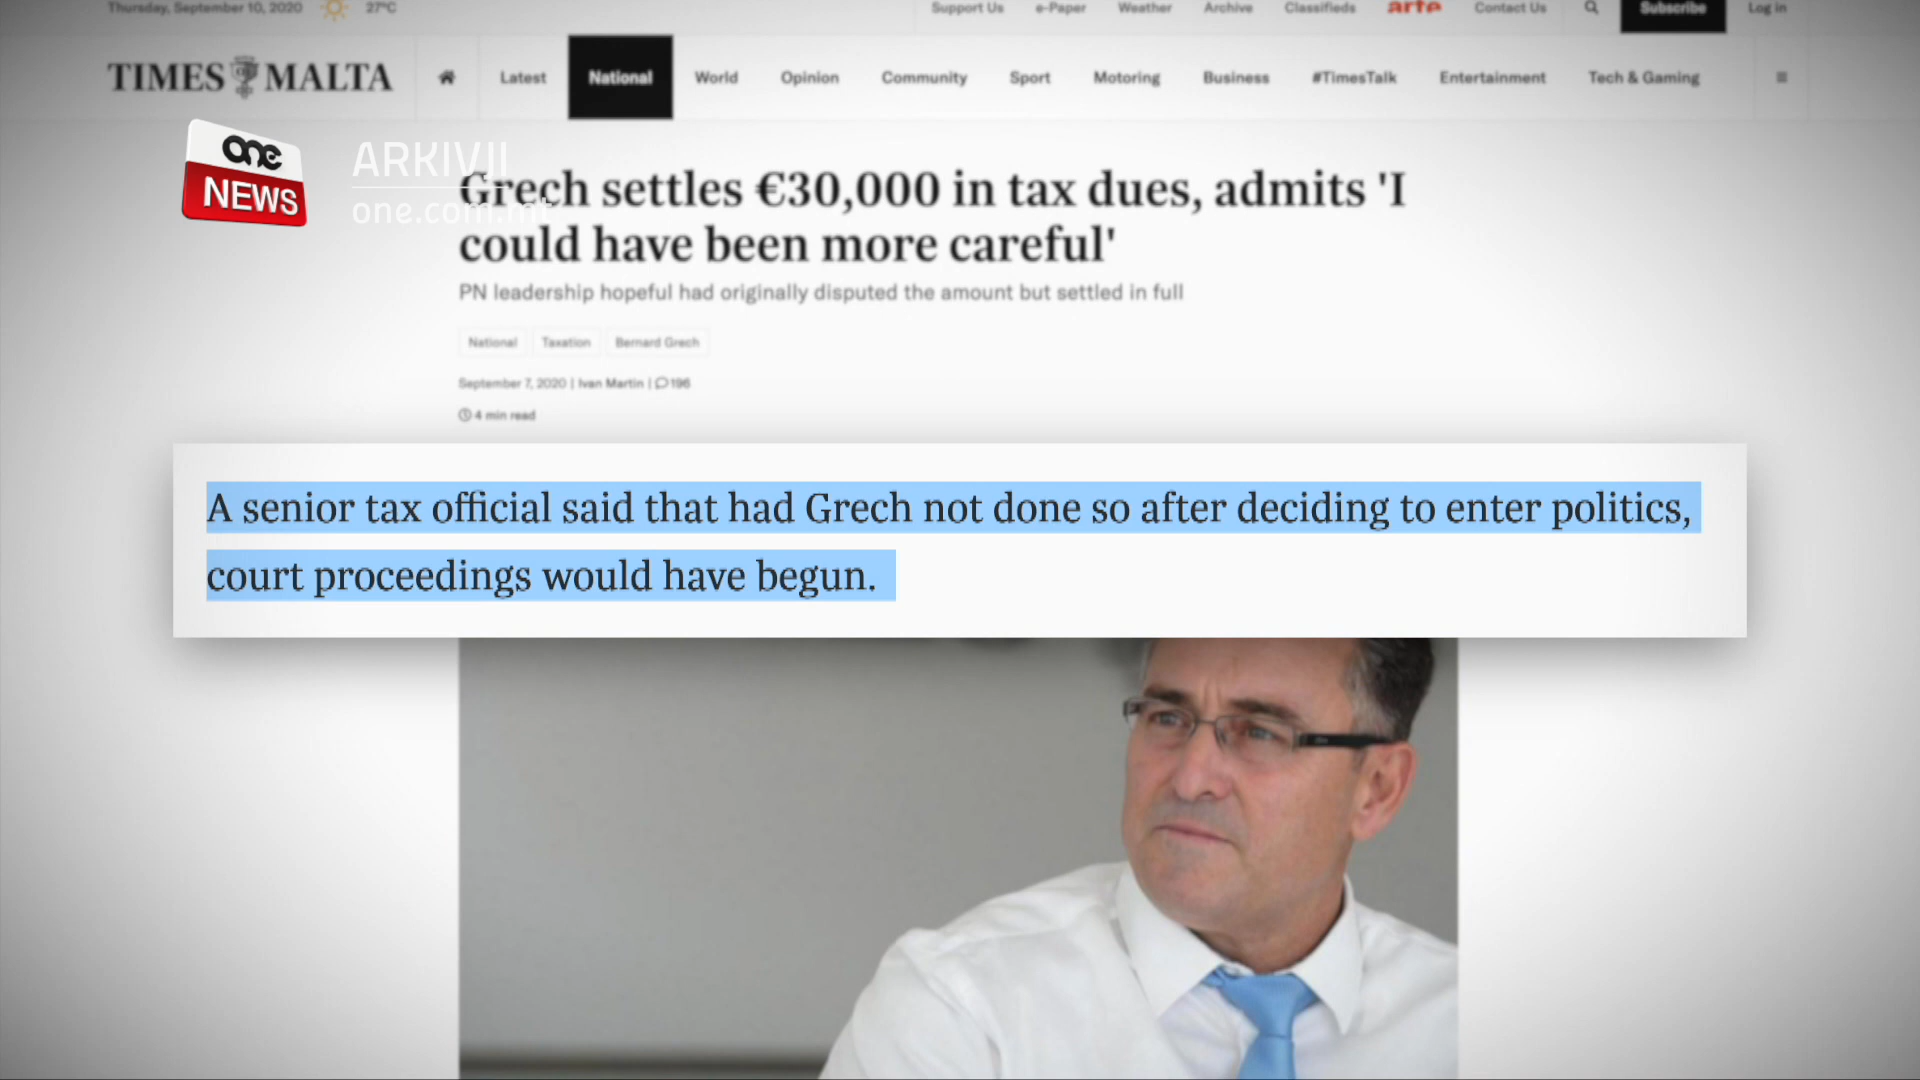 Thursday, September 10, 2020 27°C Support Us e-Paper Weather Archive Classifieds arte Contact Us Subscribe Log in
TIMES MALTA Latest National World Opinion Community Sport Motoring Business #TimesTalk Entertainment Tech & Gaming
one
NEWS
ARKIVJI
one.com.mt
Grech settles €30,000 in tax dues, admits 'I
could have been more careful'
PN leadership hopeful had originally disputed the amount but settled in full
National Taxation Bernard Grech
September 7, 2020 | Ivan Martin | 196
4 min read
A senior tax official said that had Grech not done so after deciding to enter politics,
court proceedings would have begun.